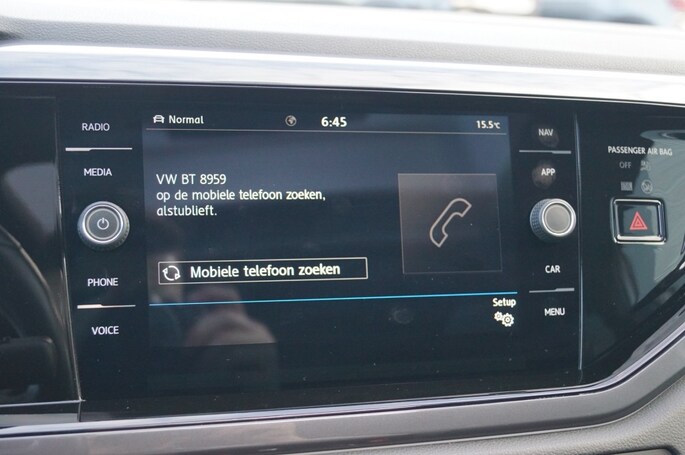 RADIO
MEDIA
PHONE
VOICE
Normal
6:45
15.5°C
VW BT 8959
op de mobiele telefoon zoeken,
alstublieft.
Mobiele telefoon zoeken
Setup
NAV
APP
CAR
MENU
PASSENGER AIR BAG
OFF